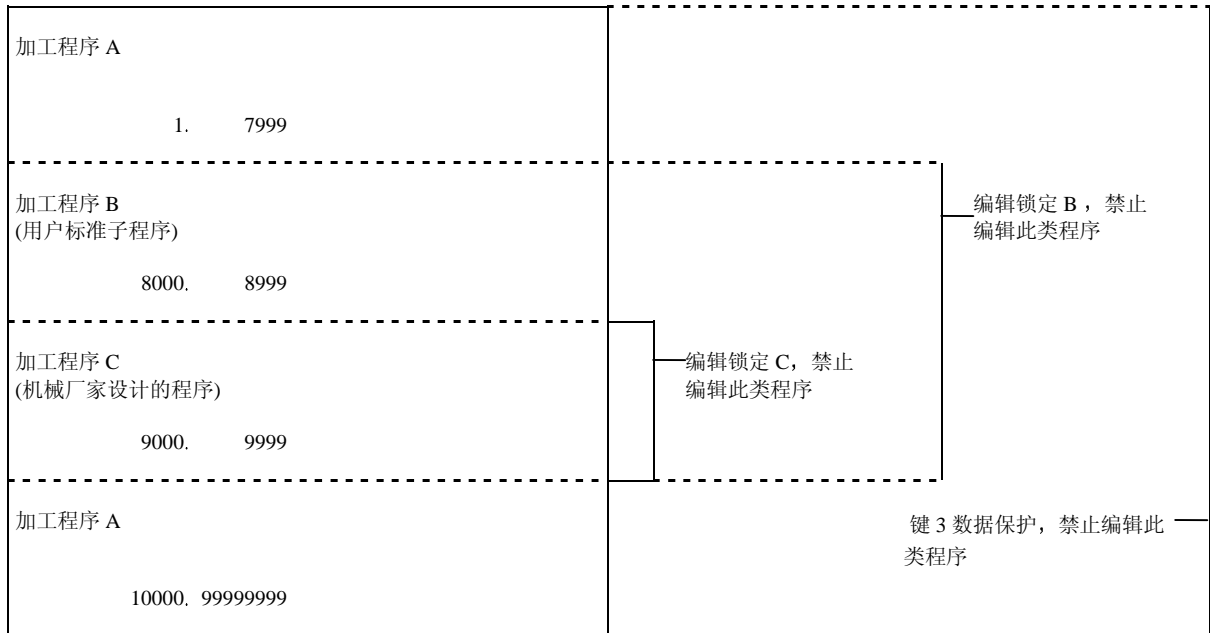 加工程序 A
1. 7999
加工程序 B
(用户标准子程序)
8000. 8999
编辑锁定 B ，禁止
编辑此类程序
加工程序 C
(机械厂家设计的程序)
9000. 9999
编辑锁定 C，禁止
编辑此类程序
加工程序 A
10000. 99999999
键 3 数据保护，禁止编辑此
类程序